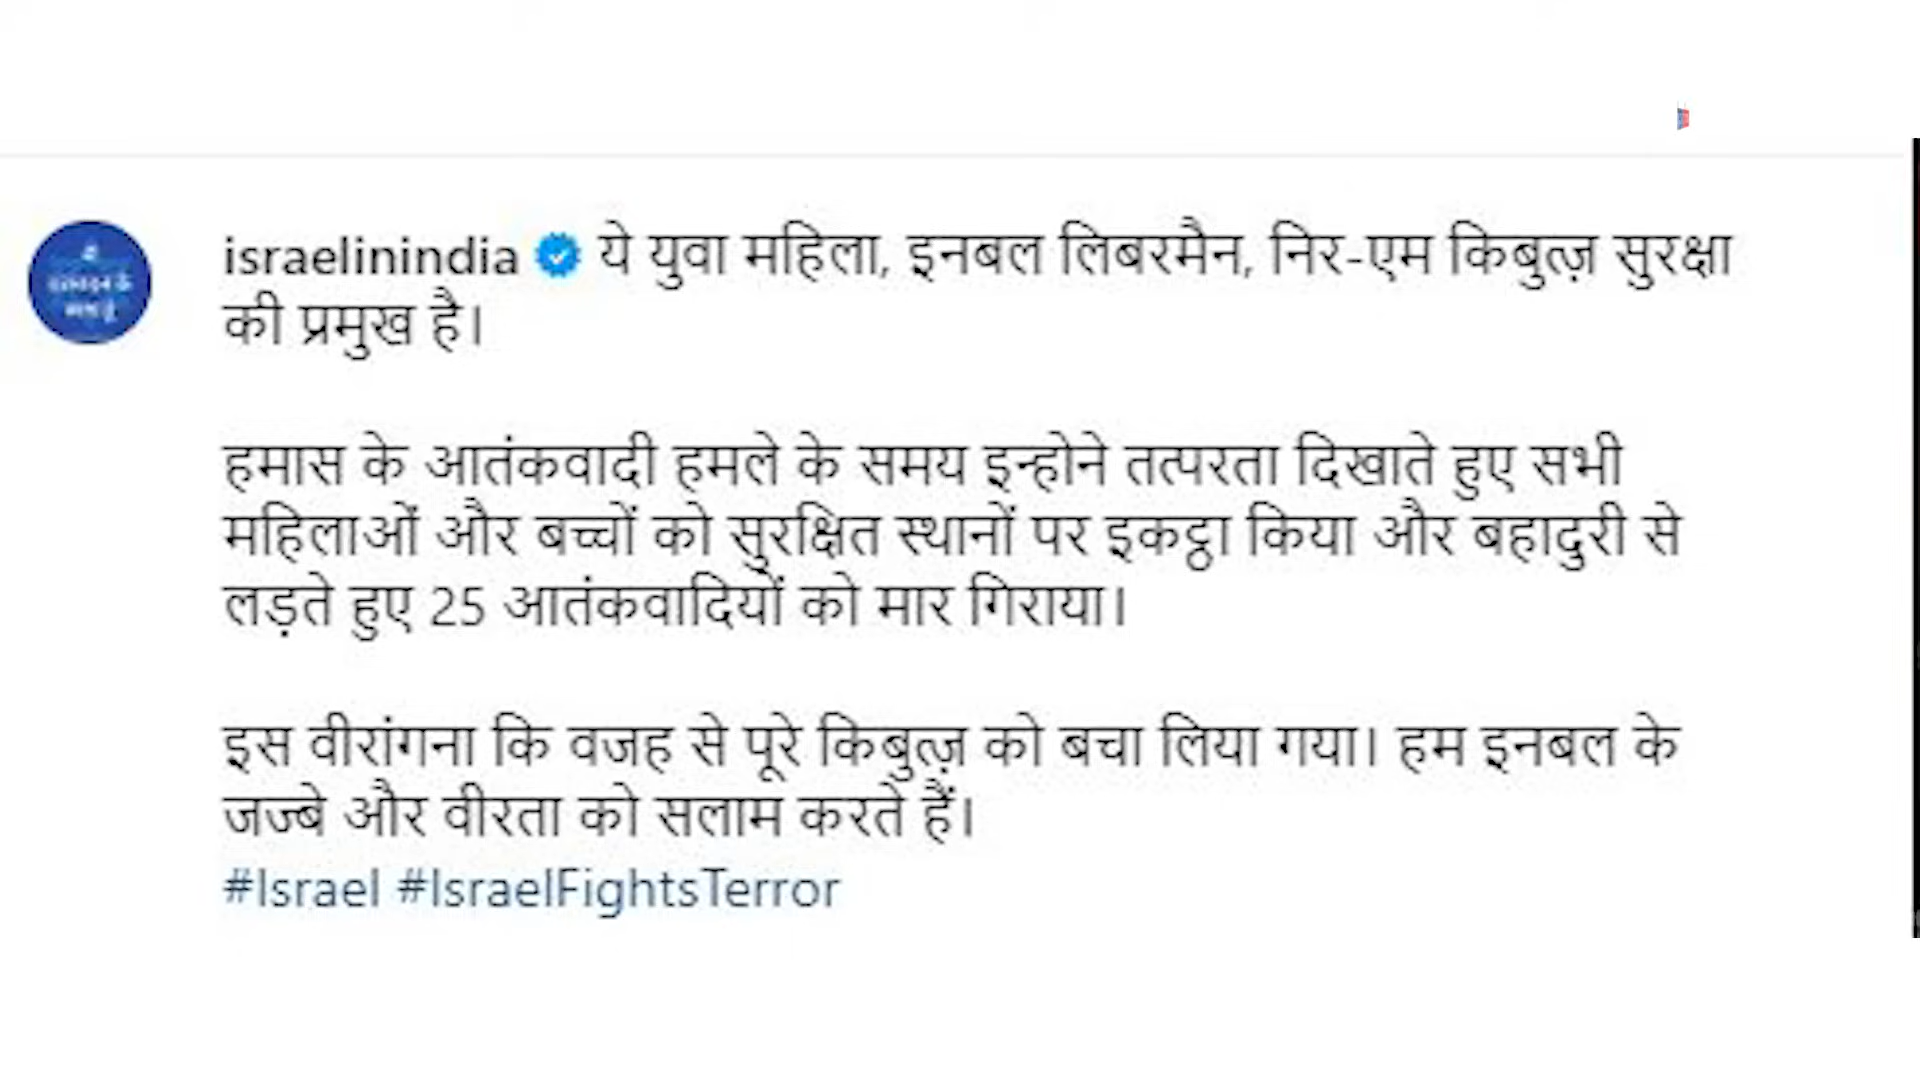 israelinindia ये युवा महिला, इनबल लिबरमैन, निर-एम किबुत्ज़ सुरक्षा
की प्रमुख है।
हमास के आतंकवादी हमले के समय इन्होने तत्परता दिखाते हुए सभी
महिलाओं और बच्चों को सुरक्षित स्थानों पर इकट्ठा किया और बहादुरी से
लड़ते हुए 25 आतंकवादियों को मार गिराया।
इस वीरांगना कि वजह से पूरे किबुत्ज़ को बचा लिया गया। हम इनबल के
जज्बे और वीरता को सलाम करते हैं।
#Israel #IsraelFightsTerror